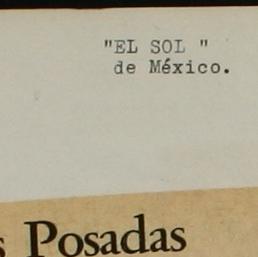 "EL SOL "
de México.
s Posadas